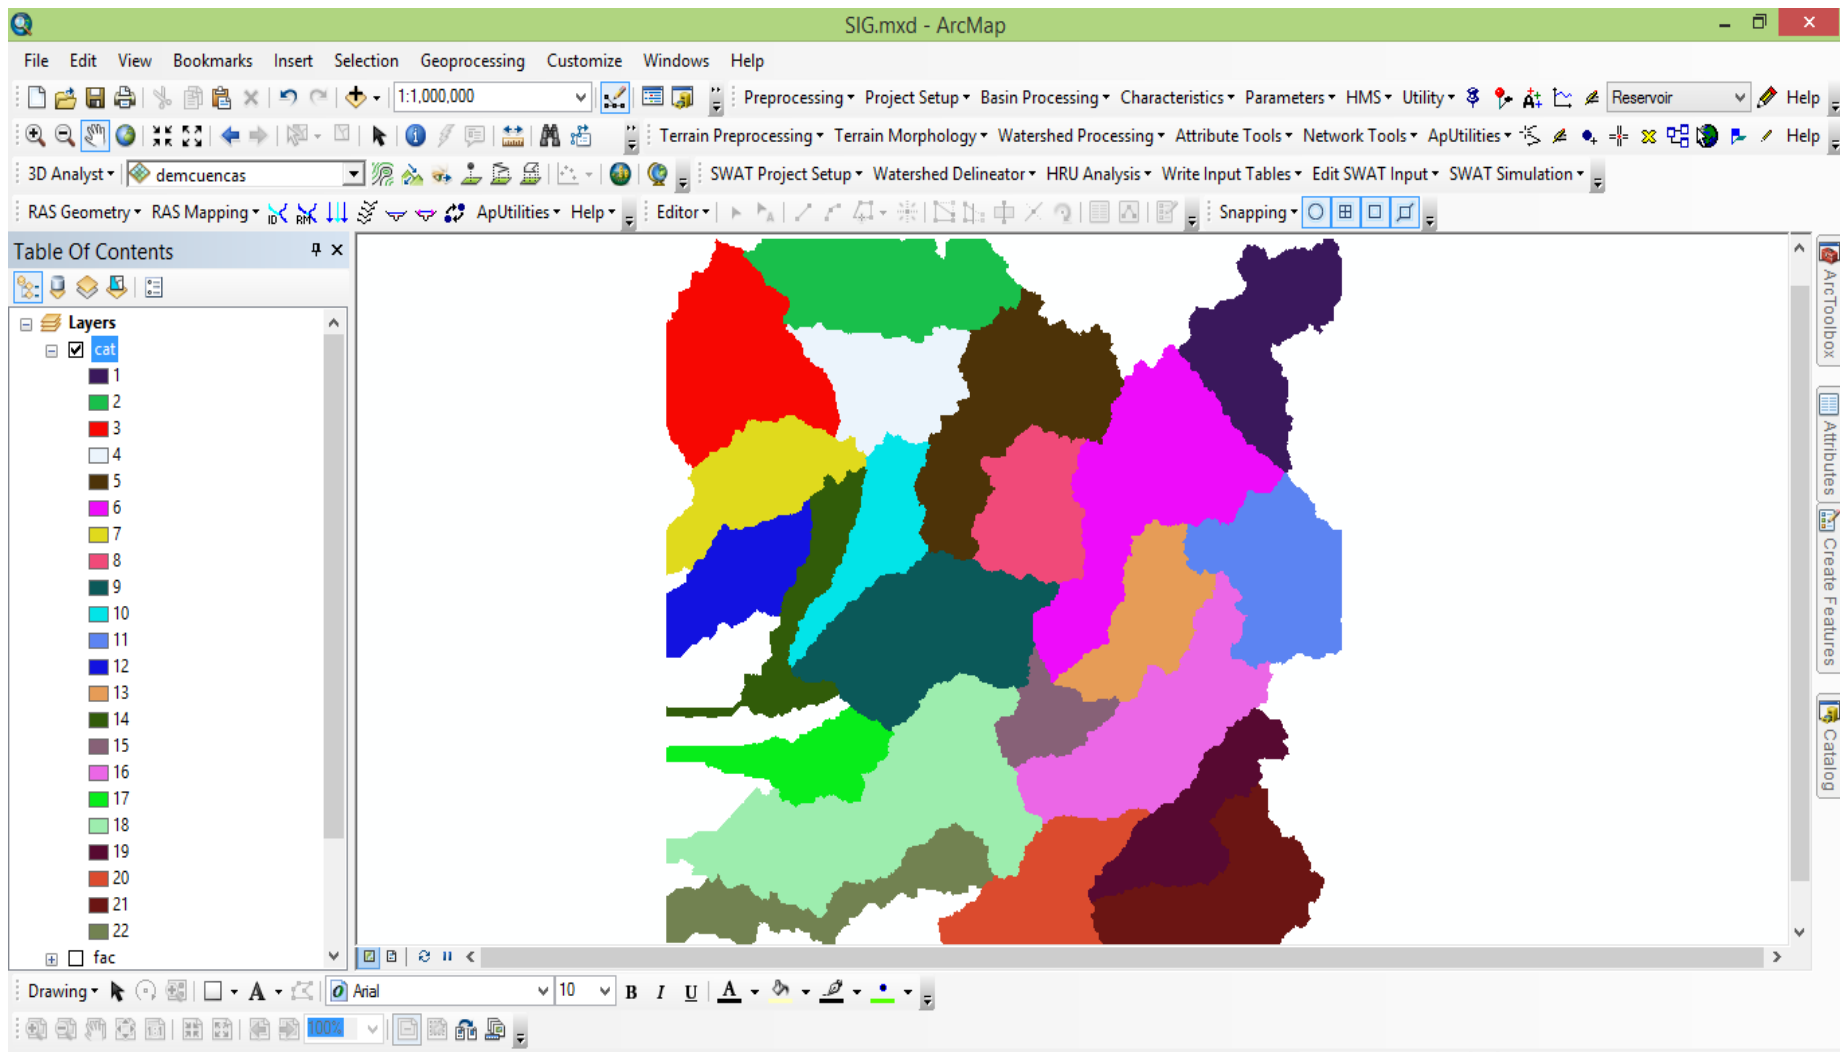 SIG.mxd - ArcMap
File Edit View Bookmarks Insert Selection Geoprocessing Customize Windows Help
1:1,000,000 Preprocessing Project Setup Basin Processing Characteristics Parameters HMS Utility Reservoir Help
Terrain Preprocessing Terrain Morphology Watershed Processing Attribute Tools Network Tools ApUtilities Help
3D Analyst demcuencas SWAT Project Setup Watershed Delineator HRU Analysis Write Input Tables Edit SWAT Input SWAT Simulation
RAS Geometry RAS Mapping ID RM ApUtilities Help Editor Snapping
Table Of Contents
Layers
cat
1
2
3
4
5
6
7
8
9
10
11
12
13
14
15
16
17
18
19
20
21
22
fac
ArcToolbox
Attributes
Create Features
Catalog
Drawing A Arial 10 B I U A
1:1 100%